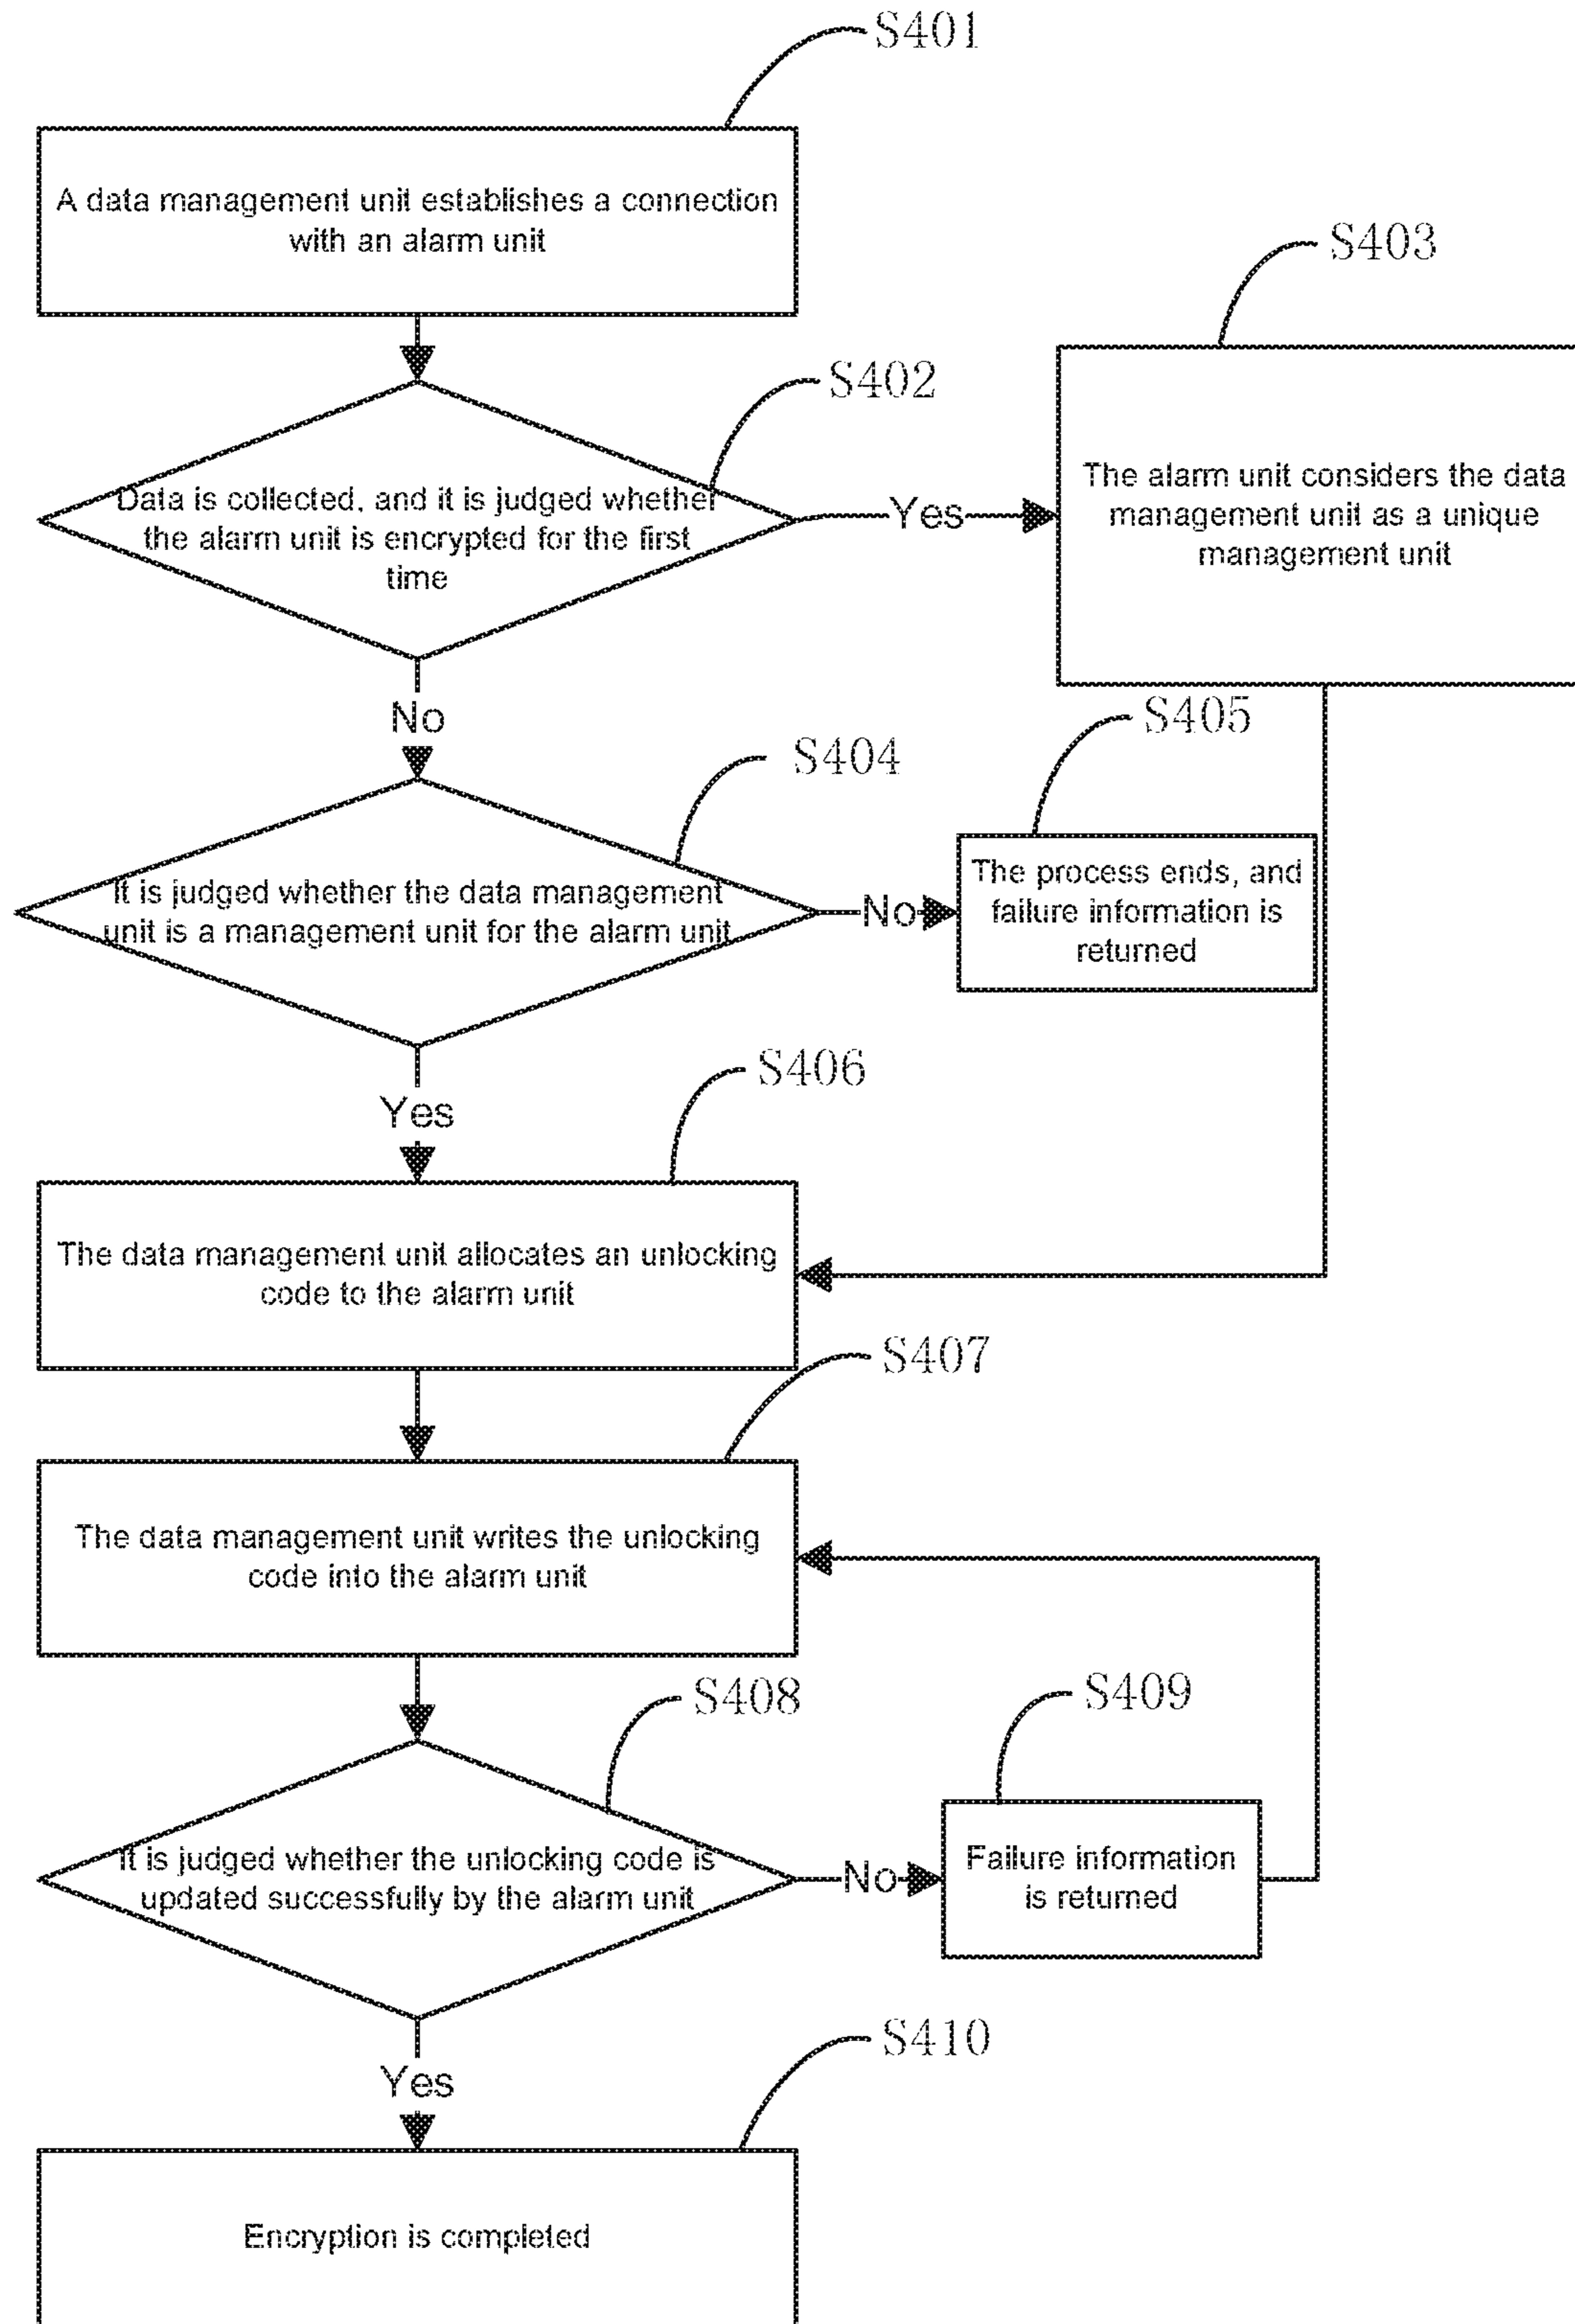 S401
A data management unit establishes a connection
with an alarm unit
S403
S402
Data is collected, and it is judged whether
the alarm unit is encrypted for the first
time
Yes
The alarm unit considers the data
management unit as a unique
management unit
No
S405
S404
It is judged whether the data management
unit is a management unit for the alarm unit
No
The process ends, and
failure information is
returned
S406
Yes
The data management unit allocates an unlocking
code to the alarm unit
S407
The data management unit writes the unlocking
code into the alarm unit
S408
S409
It is judged whether the unlocking code is
updated successfully by the alarm unit
No
Failure information
is returned
S410
Yes
Encryption is completed